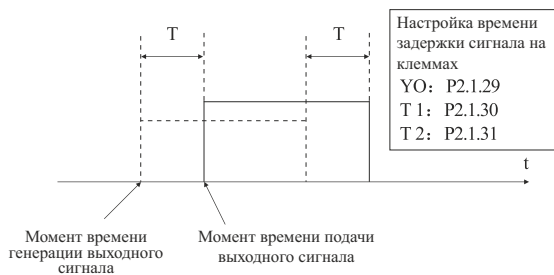 T
T
Настройка времени
задержки сигнала на
клеммах
YO: P2.1.29
T 1: P2.1.30
T 2: P2.1.31
t
Момент времени
генерации выходного
сигнала
Момент времени подачи
выходного сигнала